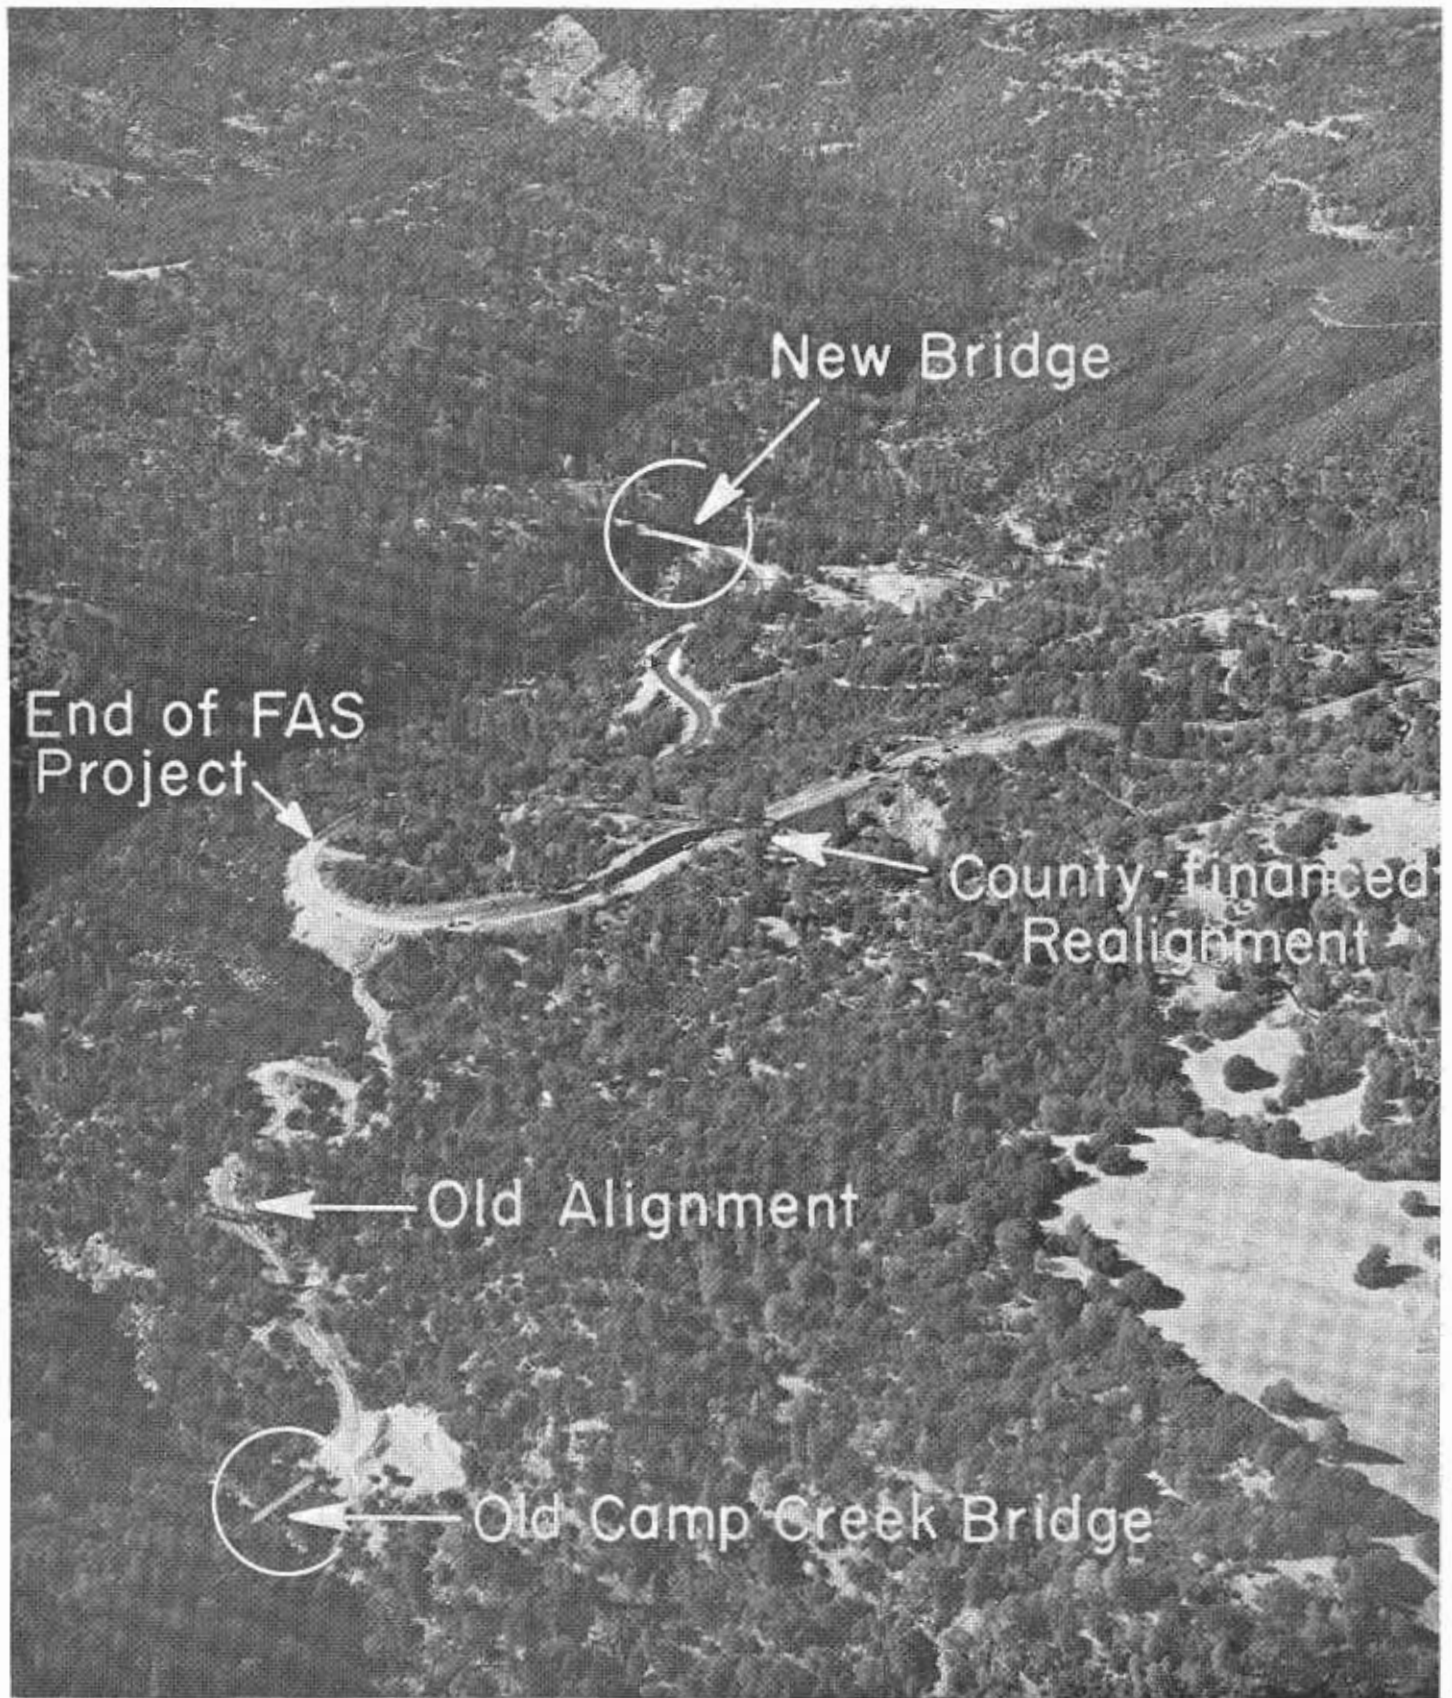 New Bridge
End of FAS
Project
County-financed
Realignment
Old Alignment
Old Camp Creek Bridge